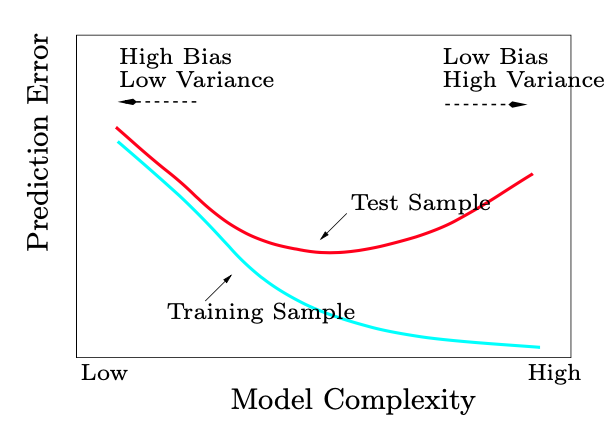 High Bias
Low Variance
Low Bias
High Variance
Prediction Error
Test Sample
Training Sample
Low
High
Model Complexity